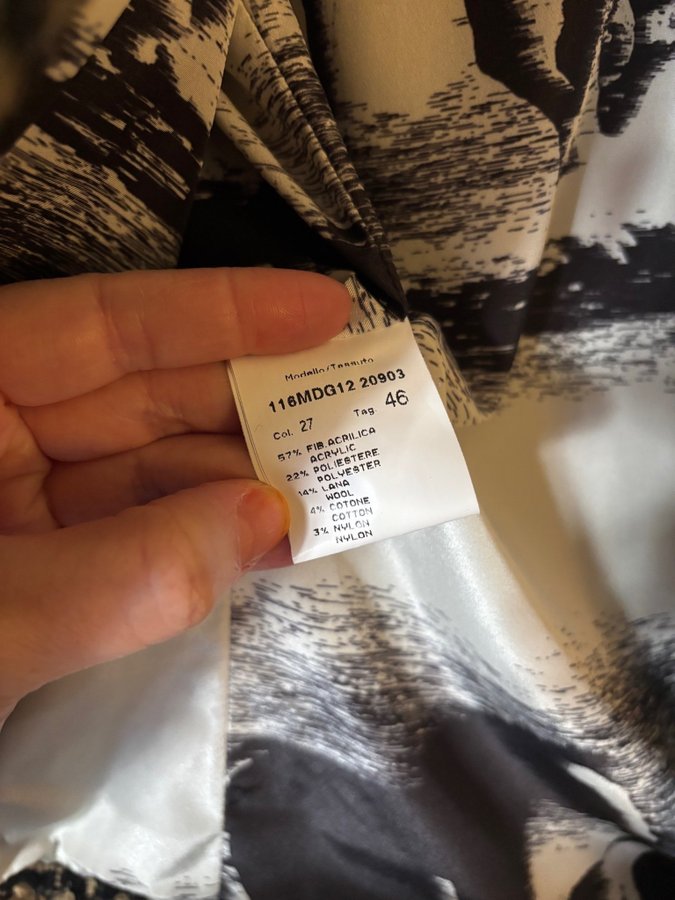 Modello/Tessuto
116MDG12 20903
Col. 27 Tag. 46
57% FIB.ACRILICA
ACRYLIC
22% POLIESTERE
POLYESTER
14% LANA
WOOL
4% COTONE
COTTON
3% NYLON
NYLON